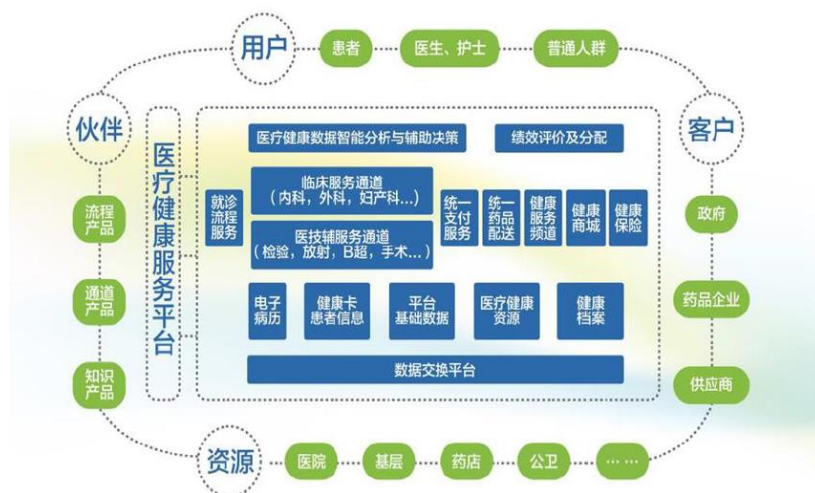 用户
患者
医生、护士
普通人群
伙伴
流程
产品
通道
产品
知识
产品
医疗健康服务平台
医疗健康数据智能分析与辅助决策
绩效评价及分配
就诊
流程
服务
临床服务通道
（内科，外科，妇产科...）
医技辅服务通道
（检验，放射，B超，手术...）
统一
支付
服务
统一
药品
配送
健康
服务
频道
健康
商城
健康
保险
电子
病历
健康卡
患者信息
平台
基础数据
医疗健康
资源
健康
档案
数据交换平台
客户
政府
药品企业
供应商
资源
医院
基层
药店
公卫
... ...